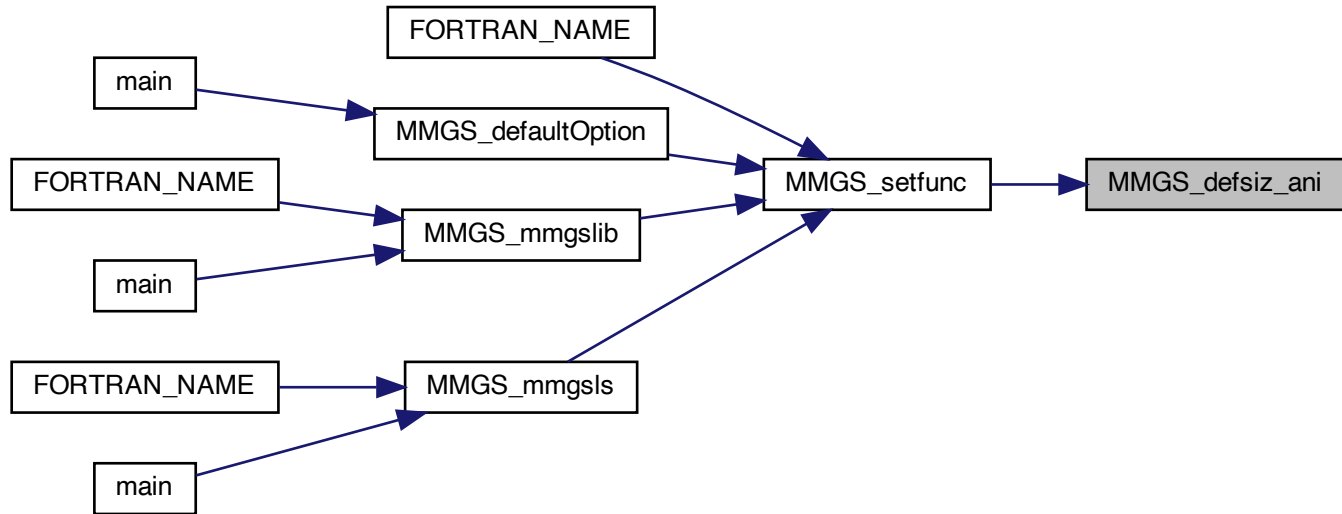 FORTRAN_NAME
main
MMGS_defaultOption
FORTRAN_NAME
MMGS_setfunc
MMGS_defsiz_ani
MMGS_mmgslib
main
FORTRAN_NAME
MMGS_mmgsls
main